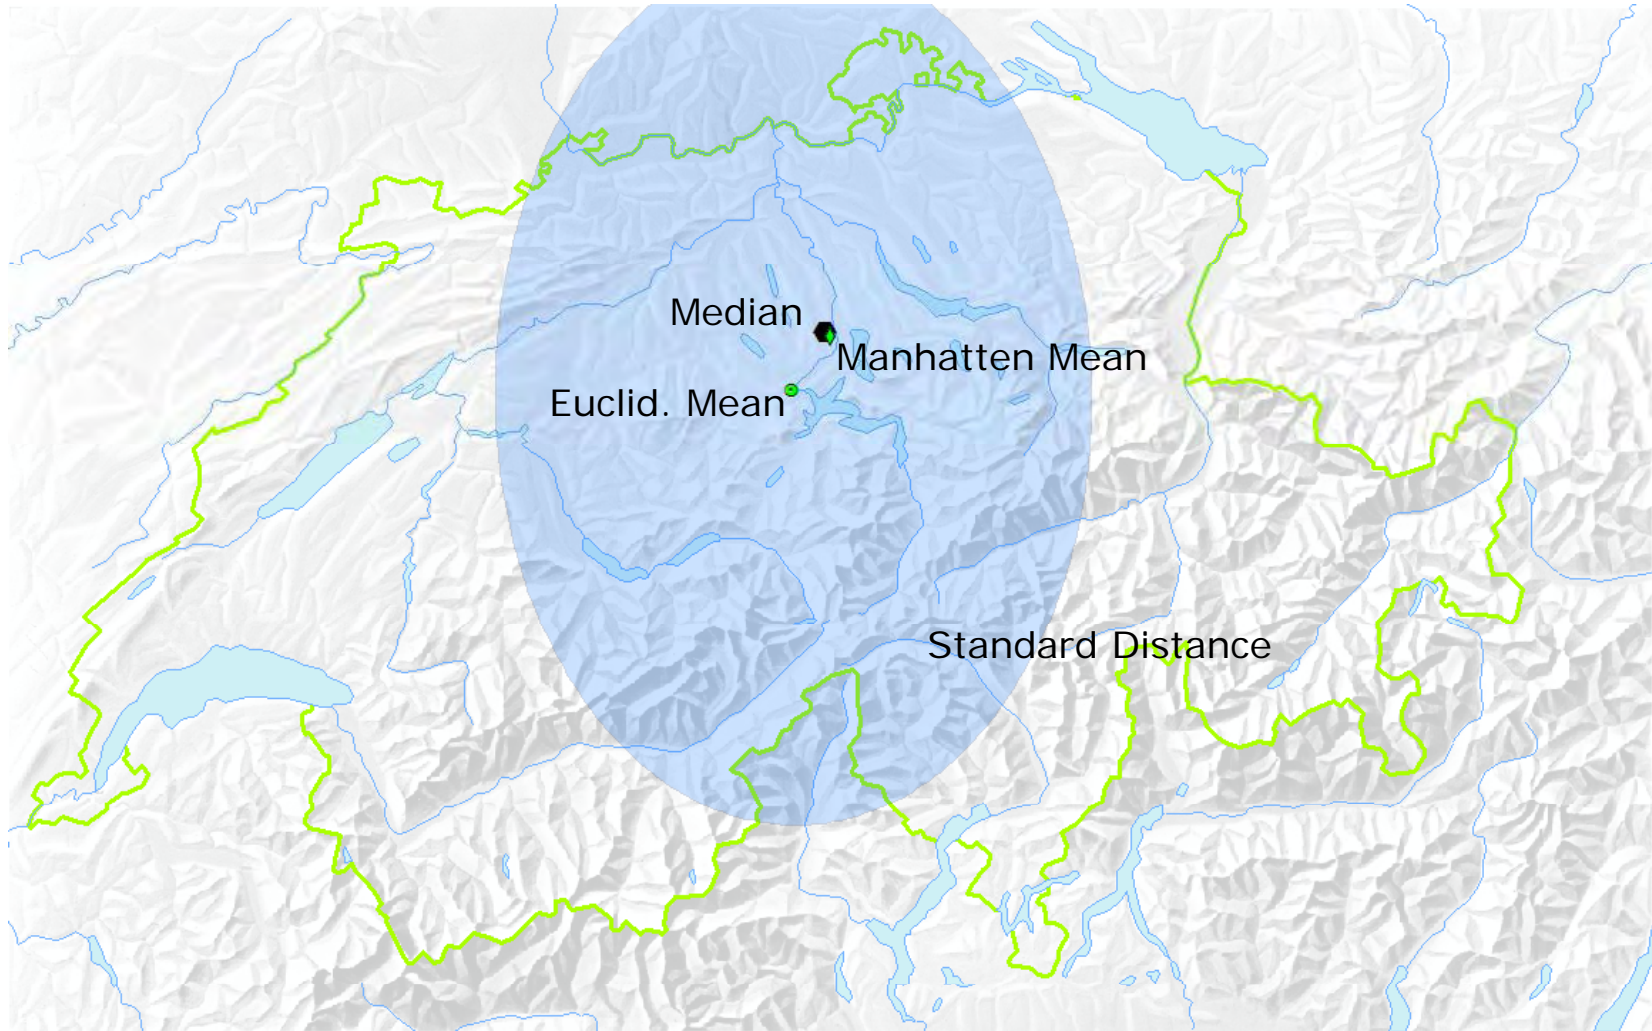 Median
Manhatten Mean
Euclid. Mean
Standard Distance